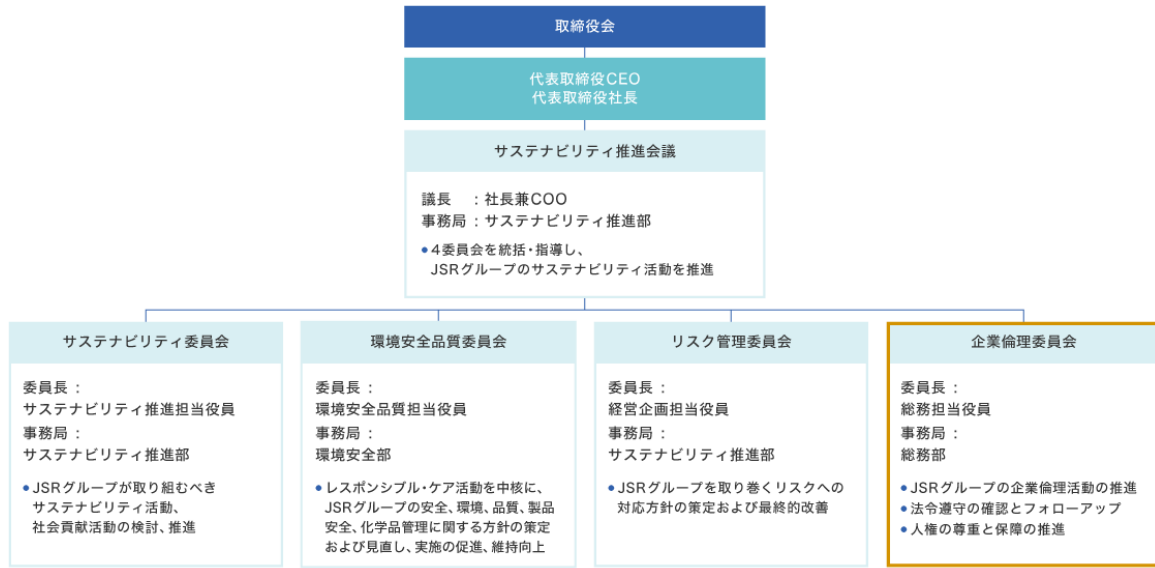 取締役会
代表取締役CEO
代表取締役社長
サステナビリティ推進会議
議長　：社長兼COO
事務局：サステナビリティ推進部
●4委員会を統括・指導し、
JSRグループのサステナビリティ活動を推進
サステナビリティ委員会
委員長：
サステナビリティ推進担当役員
事務局：
サステナビリティ推進部
●JSRグループが取り組むべき
サステナビリティ活動、
社会貢献活動の検討、推進
環境安全品質委員会
委員長：
環境安全品質担当役員
事務局：
環境安全部
●レスポンシブル・ケア活動を中核に、
JSRグループの安全、環境、品質、製品
安全、化学品管理に関する方針の策定
および見直し、実施の促進、維持向上
リスク管理委員会
委員長：
経営企画担当役員
事務局：
サステナビリティ推進部
●JSRグループを取り巻くリスクへの
対応方針の策定および最終的改善
企業倫理委員会
委員長：
総務担当役員
事務局：
総務部
●JSRグループの企業倫理活動の推進
●法令遵守の確認とフォローアップ
●人権の尊重と保障の推進